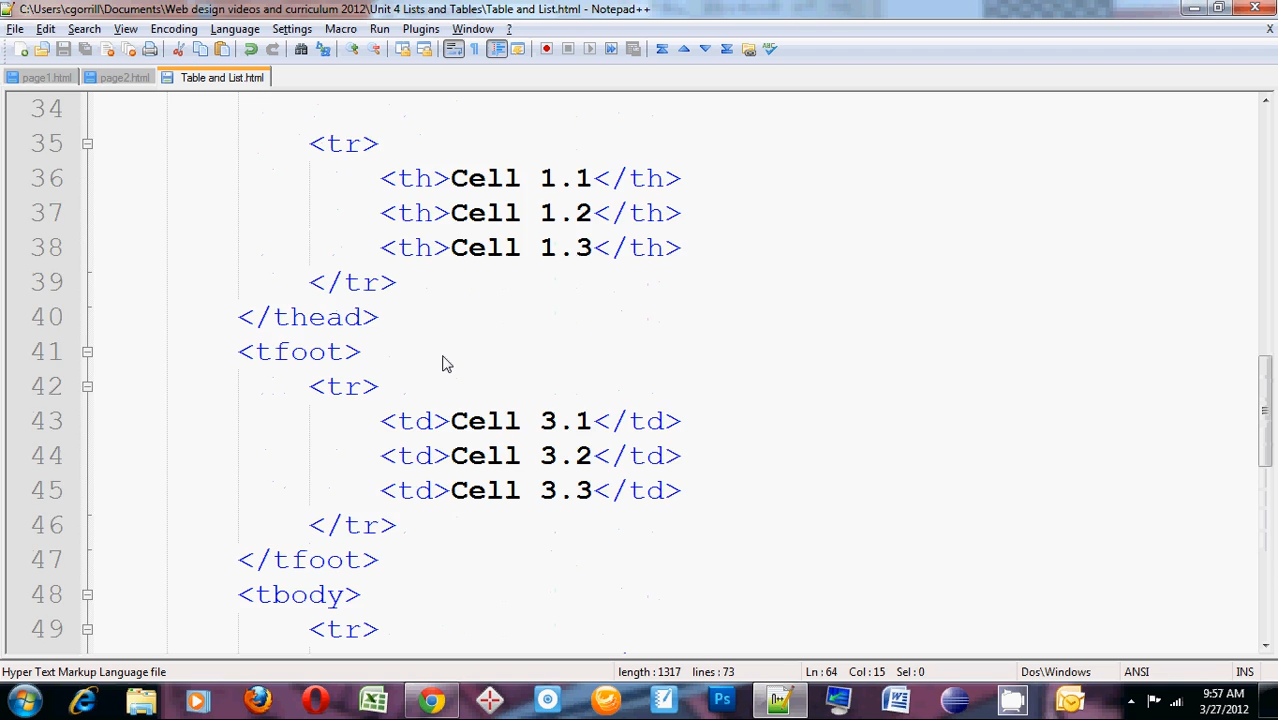 C:\Users\cgorrill\Documents\Web design videos and curriculum 2012\Unit 4 Lists and Tables\Table and List.html - Notepad++
File Edit Search View Encoding Language Settings Macro Run Plugins Window ? X
page1.html page2.html Table and List.html
34
35 <tr>
36 <th>Cell 1.1</th>
37 <th>Cell 1.2</th>
38 <th>Cell 1.3</th>
39 </tr>
40 </thead>
41 <tfoot>
42 <tr>
43 <td>Cell 3.1</td>
44 <td>Cell 3.2</td>
45 <td>Cell 3.3</td>
46 </tr>
47 </tfoot>
48 <tbody>
49 <tr>
Hyper Text Markup Language file length : 1317 lines : 73 Ln : 64 Col : 15 Sel : 0 Dos\Windows ANSI INS
Ps
9:57 AM
3/27/2012